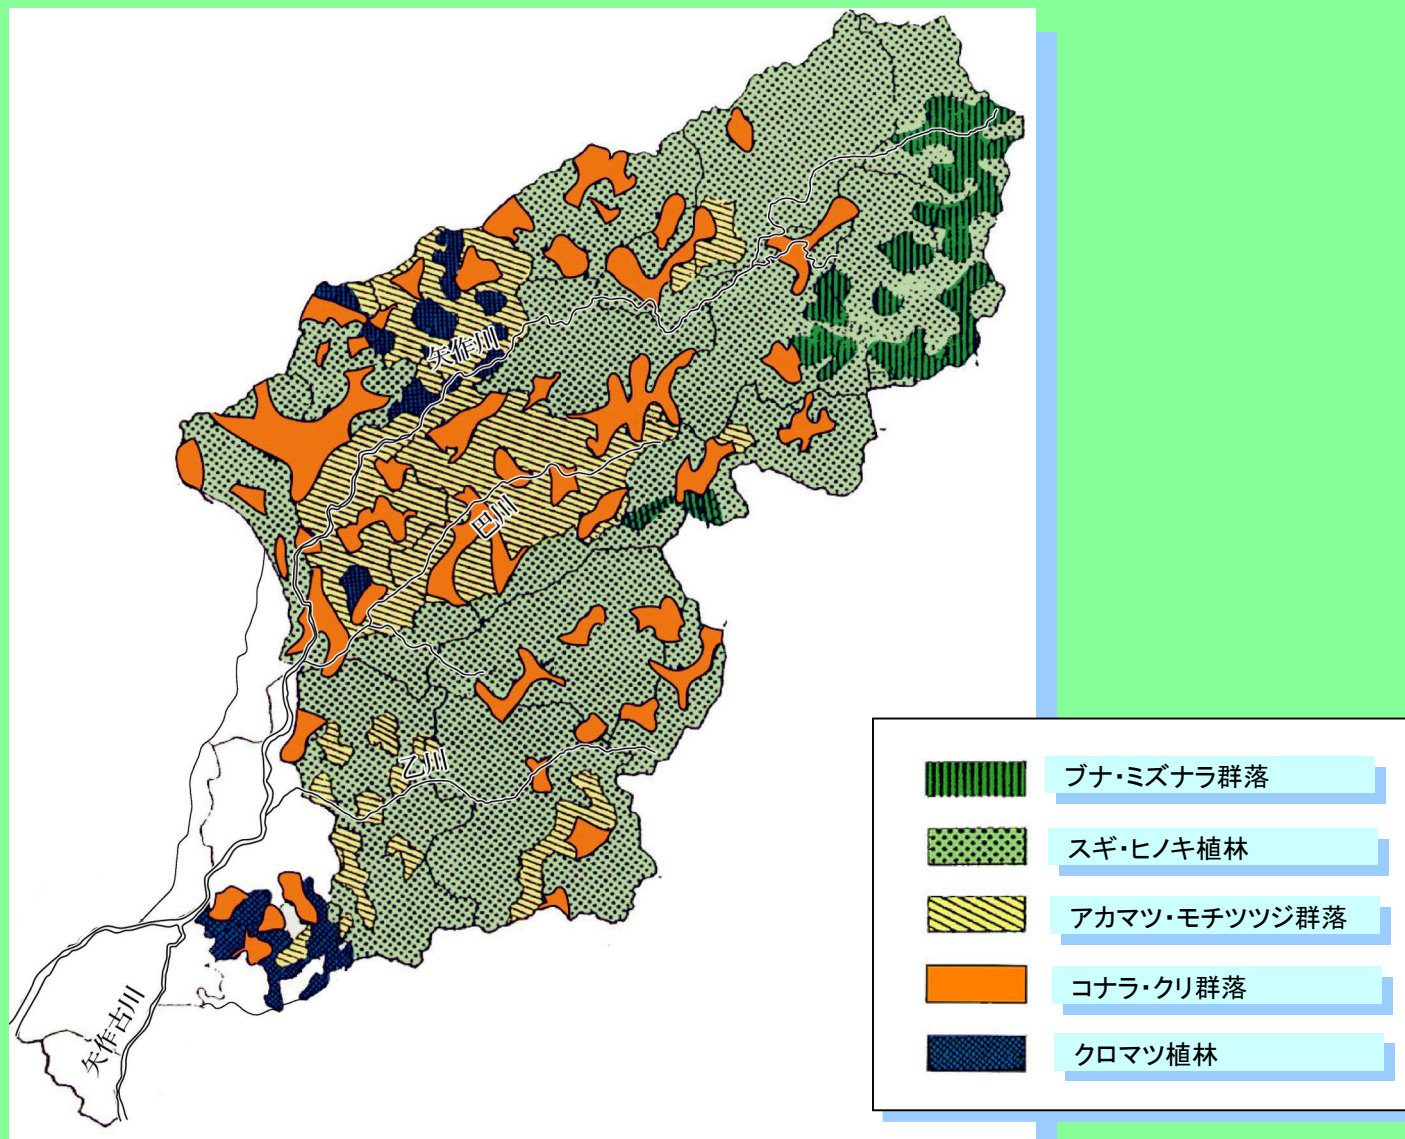 矢作川
巴川
乙川
矢作古川
ブナ・ミズナラ群落
スギ・ヒノキ植林
アカマツ・モチツツジ群落
コナラ・クリ群落
クロマツ植林